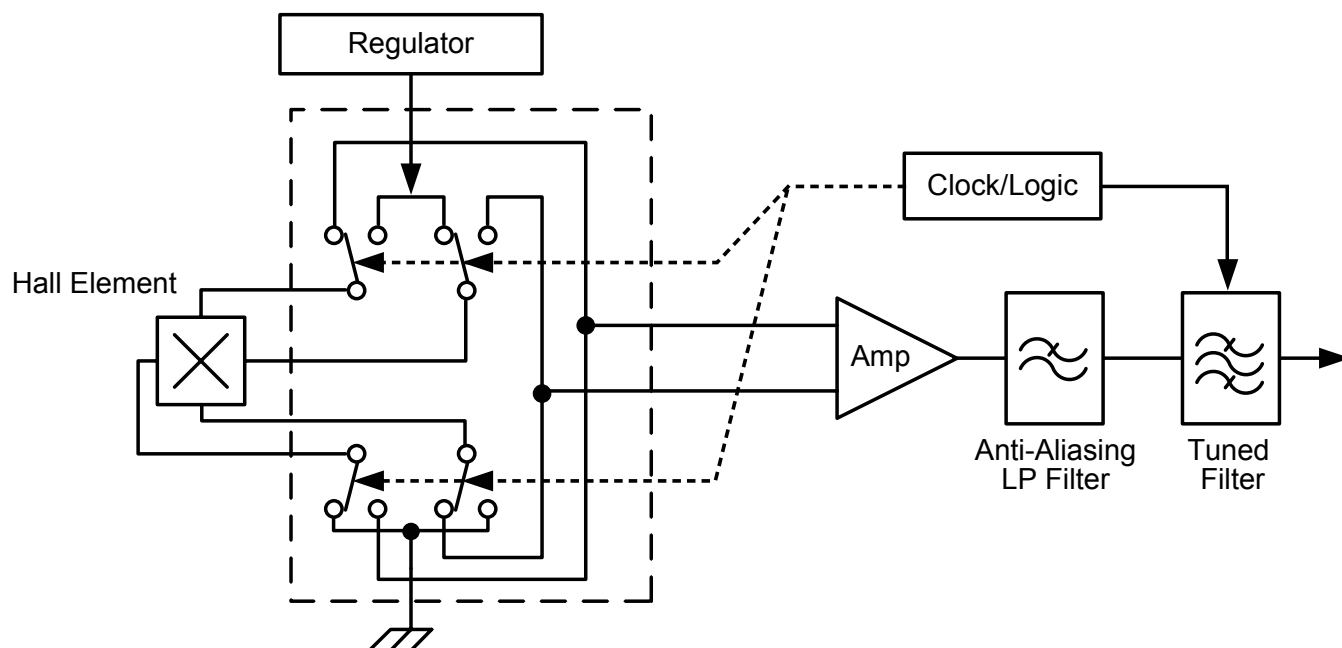 Regulator
Clock/Logic
Hall Element
Amp
Anti-Aliasing
LP Filter
Tuned
Filter